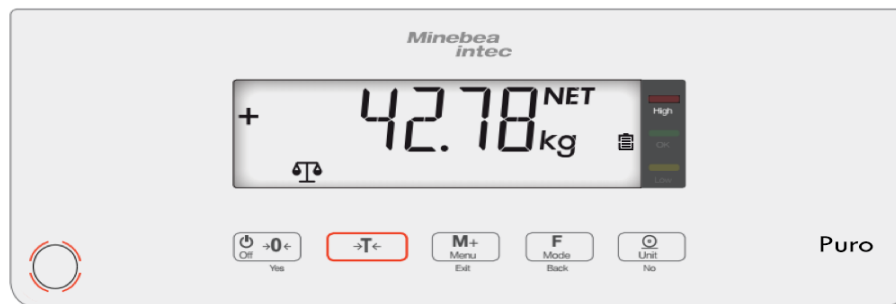 Minebea
intec
+ 42.78 NET
kg
High
OK
Low
→0← →T← M+ F
Off Menu Mode Unit
Yes Exit Back No
Puro